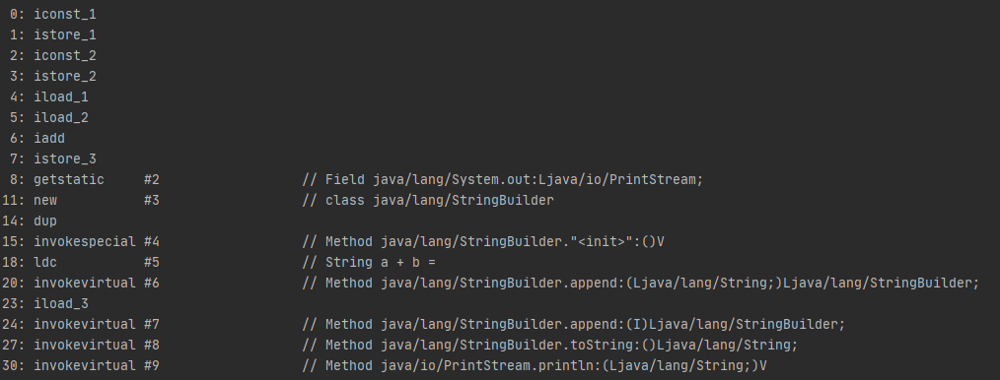 0: iconst_1
1: istore_1
2: iconst_2
3: istore_2
4: iload_1
5: iload_2
6: iadd
7: istore_3
8: getstatic #2 // Field java/lang/System.out:Ljava/io/PrintStream;
11: new #3 // class java/lang/StringBuilder
14: dup
15: invokespecial #4 // Method java/lang/StringBuilder."<init>":()V
18: ldc #5 // String a + b =
20: invokevirtual #6 // Method java/lang/StringBuilder.append:(Ljava/lang/String;)Ljava/lang/StringBuilder;
23: iload_3
24: invokevirtual #7 // Method java/lang/StringBuilder.append:(I)Ljava/lang/StringBuilder;
27: invokevirtual #8 // Method java/lang/StringBuilder.toString:()Ljava/lang/String;
30: invokevirtual #9 // Method java/io/PrintStream.println:(Ljava/lang/String;)V